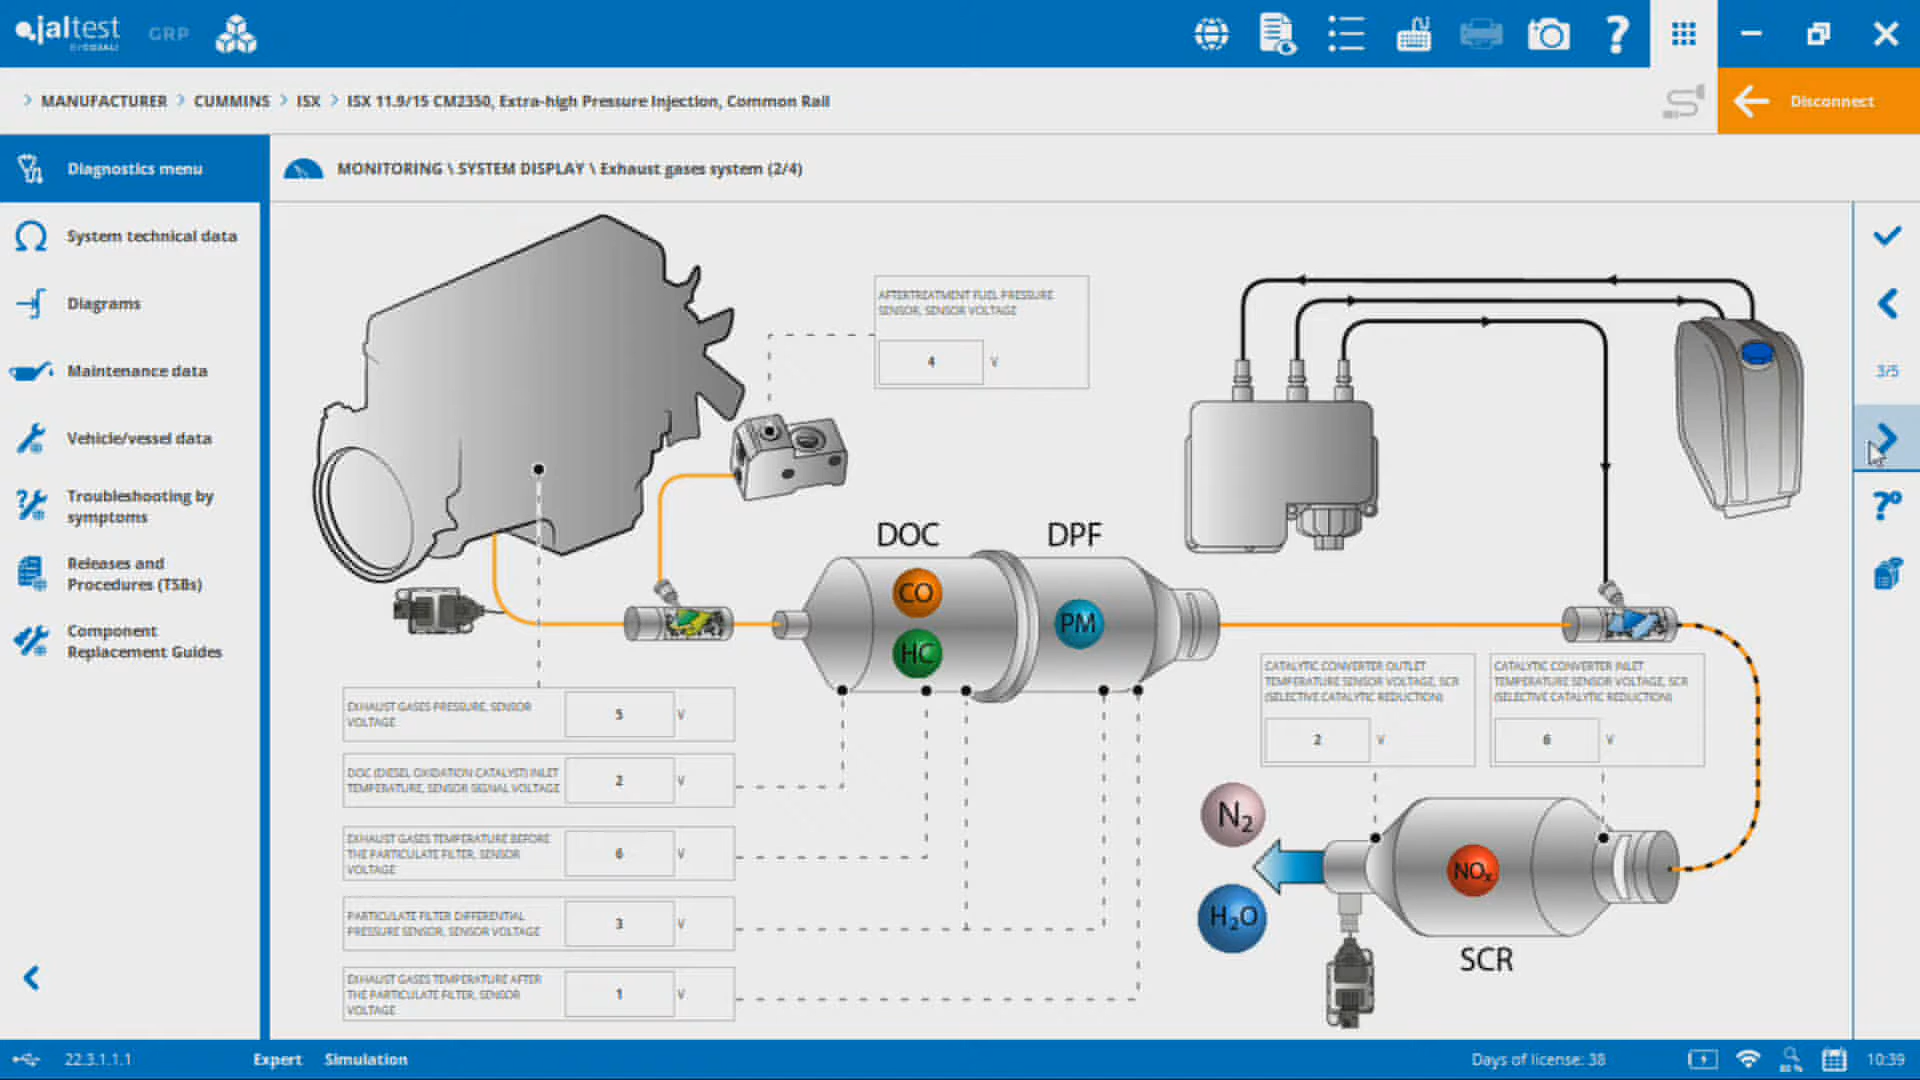 jaltest
BY COJALI
GRP
MANUFACTURER
CUMMINS
ISX
ISX 11.9/15 CM2350, Extra-high Pressure Injection, Common Rail
Disconnect
Diagnostics menu
System technical data
Diagrams
Maintenance data
Vehicle/vessel data
Troubleshooting by
symptoms
Releases and
Procedures (TSBs)
Component
Replacement Guides
MONITORING \ SYSTEM DISPLAY \ Exhaust gases system (2/4)
3/5
AFTERTREATMENT FUEL PRESSURE
SENSOR, SENSOR VOLTAGE
4 V
DOC
DPF
CO
HC
PM
EXHAUST GASES PRESSURE, SENSOR
VOLTAGE
5 V
DOC (DIESEL OXIDATION CATALYST) INLET
TEMPERATURE, SENSOR SIGNAL VOLTAGE
2 V
EXHAUST GASES TEMPERATURE BEFORE
THE PARTICULATE FILTER, SENSOR
VOLTAGE
6 V
PARTICULATE FILTER DIFFERENTIAL
PRESSURE SENSOR, SENSOR VOLTAGE
3 V
EXHAUST GASES TEMPERATURE AFTER
THE PARTICULATE FILTER, SENSOR
VOLTAGE
1 V
CATALYTIC CONVERTER OUTLET
TEMPERATURE SENSOR VOLTAGE, SCR
(SELECTIVE CATALYTIC REDUCTION)
2 V
CATALYTIC CONVERTER INLET
TEMPERATURE SENSOR VOLTAGE, SCR
(SELECTIVE CATALYTIC REDUCTION)
6 V
N₂
H₂O
NOₓ
SCR
22.3.1.1.1
Expert
Simulation
Days of license: 38
80 %
10:39